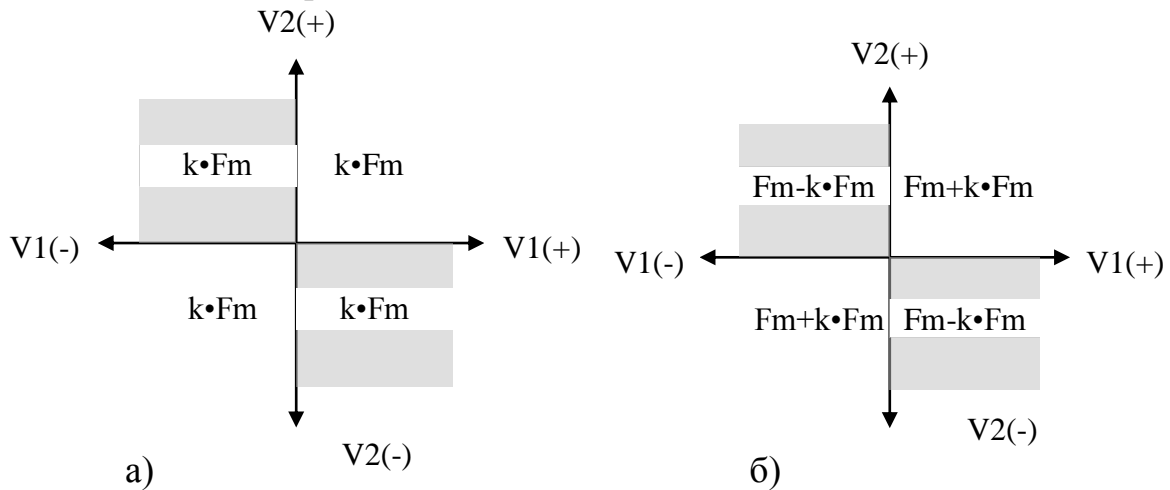 V2(+)
k•Fm k•Fm
V1(-) V1(+)
k•Fm k•Fm
V2(-)
а)
V2(+)
Fm-k•Fm Fm+k•Fm
V1(-) V1(+)
Fm+k•Fm Fm-k•Fm
V2(-)
б)